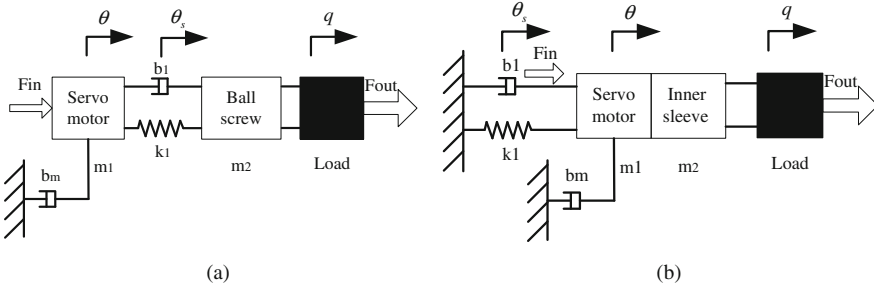 θ
θs
q
b1
Fin
Servo motor
Ball screw
Fout
m1
k1
m2
Load
bm
(a)
θs
θ
q
b1
Fin
Servo motor
Inner sleeve
Fout
k1
m1
m2
Load
bm
(b)